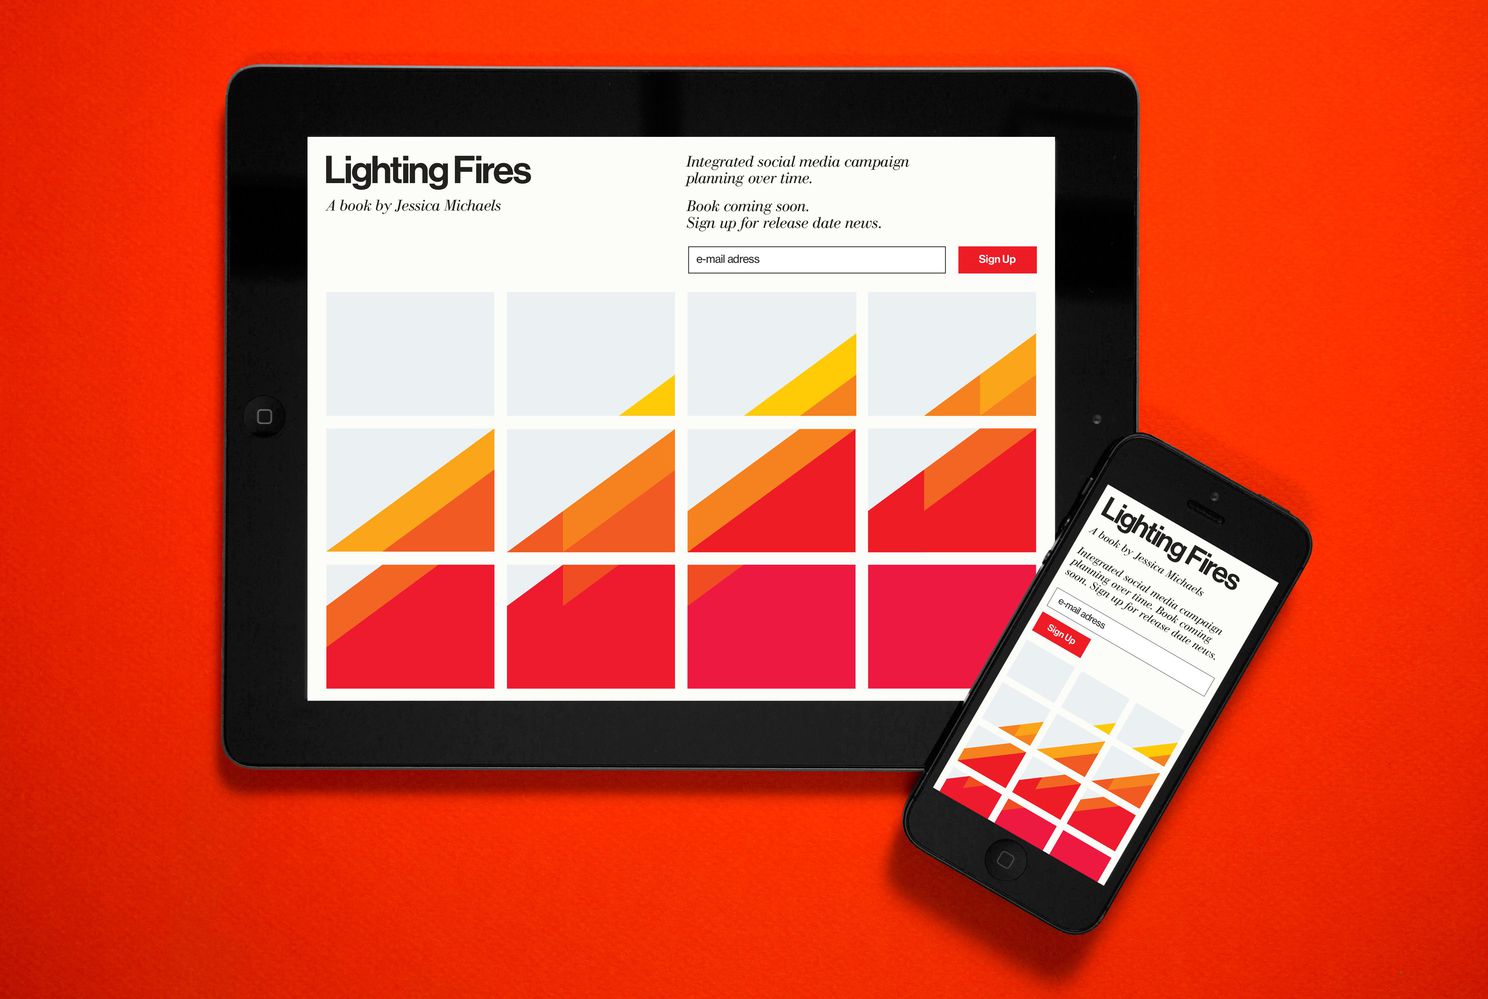 Lighting Fires
A book by Jessica Michaels
Integrated social media campaign
planning over time.
Book coming soon.
Sign up for release date news.
e-mail adress
Sign Up
Lighting Fires
A book by Jessica Michaels
Integrated social media campaign
planning over time. Book coming
soon. Sign up for release date news.
e-mail adress
Sign Up